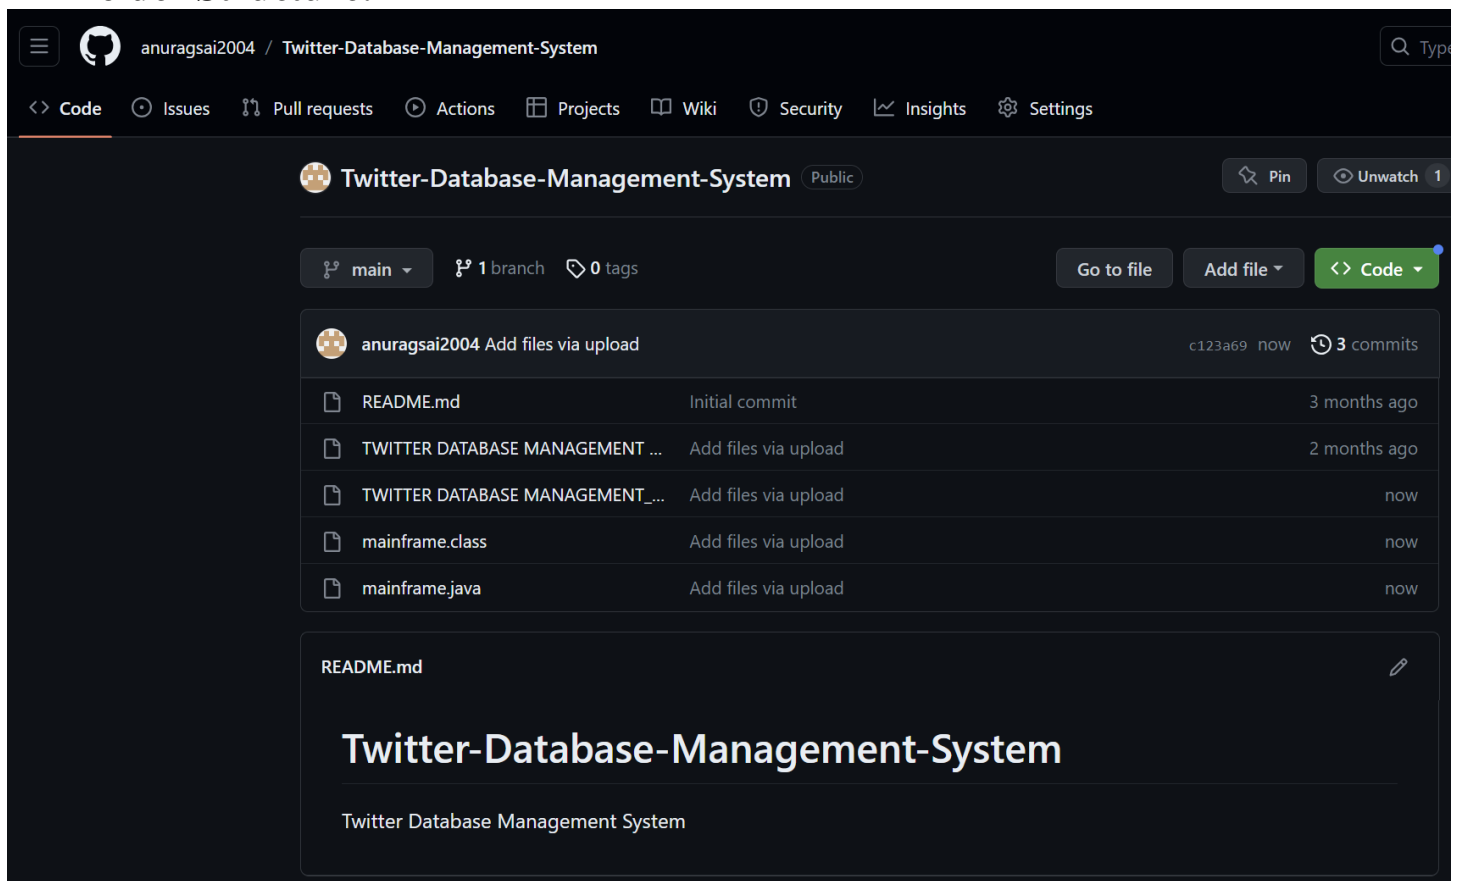 anuragsai2004 / Twitter-Database-Management-System
Code Issues Pull requests Actions Projects Wiki Security Insights Settings
Twitter-Database-Management-System Public Pin Unwatch 1
main 1 branch 0 tags Go to file Add file Code
anuragsai2004 Add files via upload c123a69 now 3 commits
README.md Initial commit 3 months ago
TWITTER DATABASE MANAGEMENT ... Add files via upload 2 months ago
TWITTER DATABASE MANAGEMENT_... Add files via upload now
mainframe.class Add files via upload now
mainframe.java Add files via upload now
README.md
Twitter-Database-Management-System
Twitter Database Management System